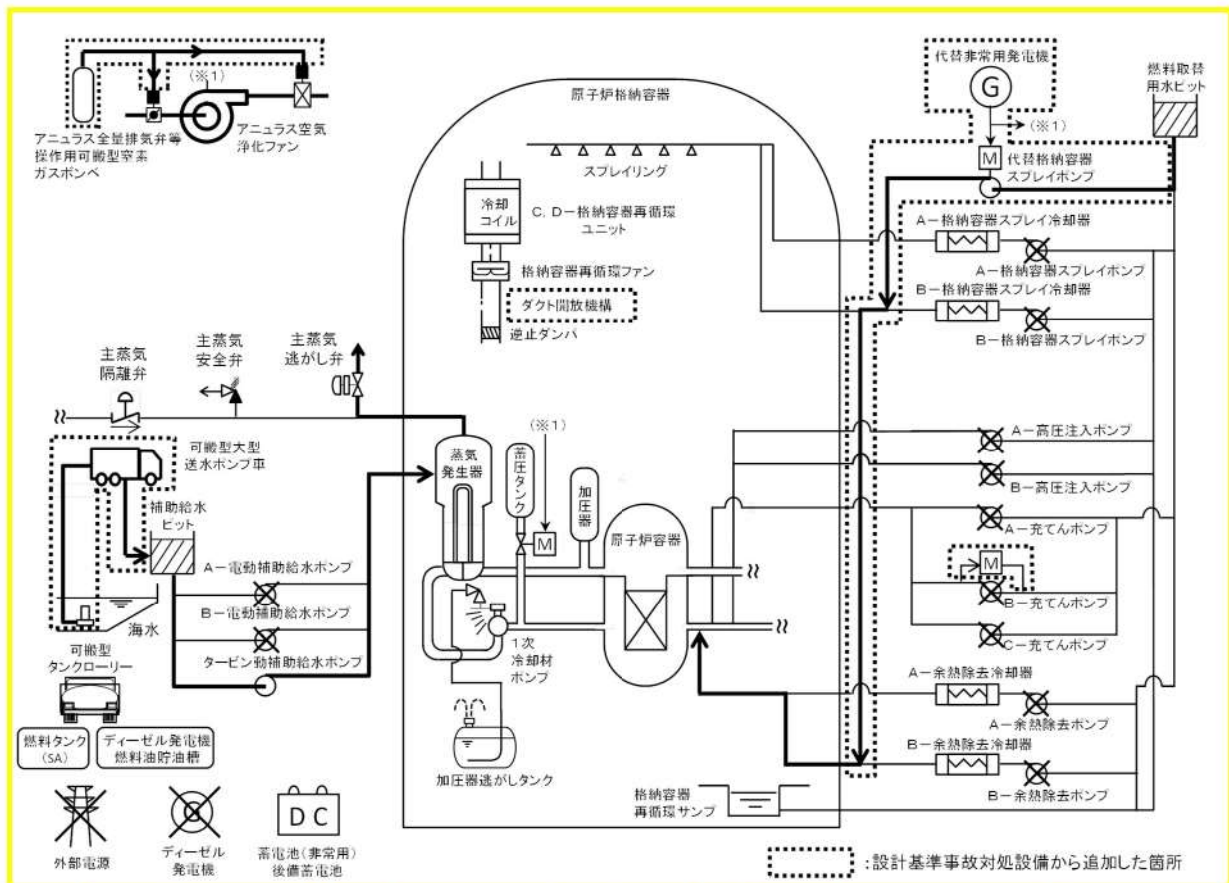 (※1)
アニュラス全量排気弁等
操作用可搬型窒素
ガスボンベ
アニュラス空気
浄化ファン
原子炉格納容器
スプレイリング
冷却
コイル
C, D－格納容器再循環
ユニット
格納容器再循環ファン
ダクト開放機構
逆止ダンパ
代替非常用発電機
G
(※1)
M
代替格納容器
スプレイポンプ
燃料取替
用水ピット
A－格納容器スプレイ冷却器
A－格納容器スプレイポンプ
B－格納容器スプレイ冷却器
B－格納容器スプレイポンプ
主蒸気
隔離弁
主蒸気
安全弁
主蒸気
逃がし弁
可搬型大型
送水ポンプ車
補助給水
ピット
A－電動補助給水ポンプ
B－電動補助給水ポンプ
タービン動補助給水ポンプ
海水
可搬型
タンクローリー
燃料タンク
(SA)
ディーゼル発電機
燃料油貯油槽
外部電源
ディーゼル
発電機
DC
蓄電池(非常用)
後備蓄電池
蒸気
発生器
蓄圧タンク
(※1)
M
加圧器
原子炉容器
1次
冷却材
ポンプ
加圧器逃がしタンク
格納容器
再循環サンプ
A－高圧注入ポンプ
B－高圧注入ポンプ
A－充てんポンプ
M
B－充てんポンプ
C－充てんポンプ
A－余熱除去冷却器
A－余熱除去ポンプ
B－余熱除去冷却器
B－余熱除去ポンプ
:設計基準事故対処設備から追加した箇所